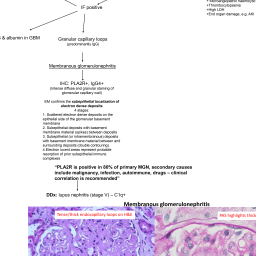 IF positive
& albumin in GBM
+Thrombocytopaenia
+High LDH
+End organ damage, e.g. AKI
Granular capillary loops
(predominantly IgG)
Membranous glomerulonephritis
IHC: PLA2R+, IgG4+
(intense diffuse and granular staining of
glomerular capillary wall)
EM confirms the subepithelial localisation of
electron dense deposits
4 stages:
1. Scattered electron dense deposits on the
epithelial side of the glomerular basement
membrane
2. Subepithelial deposits with basement
membrane material (spikes) between deposits
3. Subepithelial (or intramembranous) deposits
with basement membrane material between and
surrounding deposits (double contouring)
4. Electron lucent areas represent probable
resorption of prior subepithelial immune
complexes
"PLA2R is positive in 80% of primary MGN, secondary causes
include malignancy, infection, autoimmune, drugs – clinical
correlation is recommended"
DDx: lupus nephritis (stage V) – C1q+
Membranous glomerulonephritis
Tense/thick endocapillary loops on H&E
PAS highlights thick